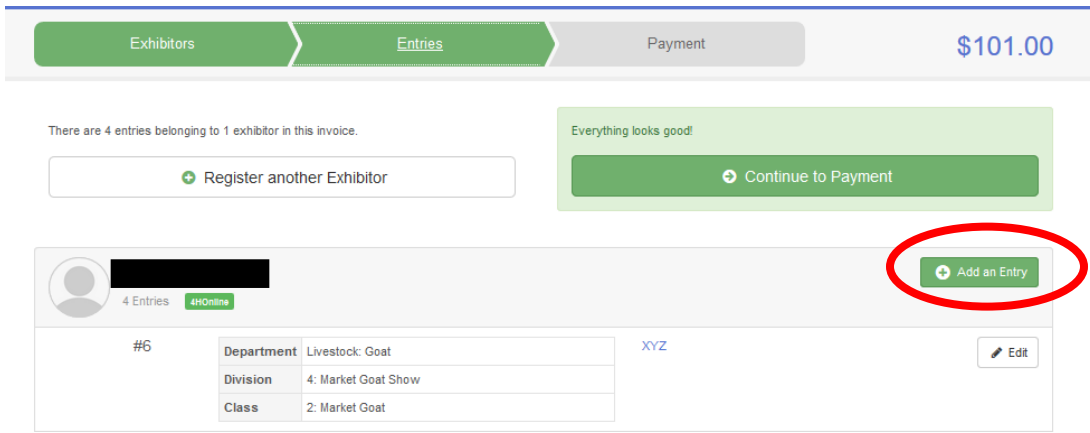 Exhibitors Entries Payment $101.00
There are 4 entries belonging to 1 exhibitor in this invoice.
Register another Exhibitor
Everything looks good!
Continue to Payment
4 Entries 4HOnline
Add an Entry
#6
Department Livestock: Goat
Division 4: Market Goat Show
Class 2: Market Goat
XYZ
Edit